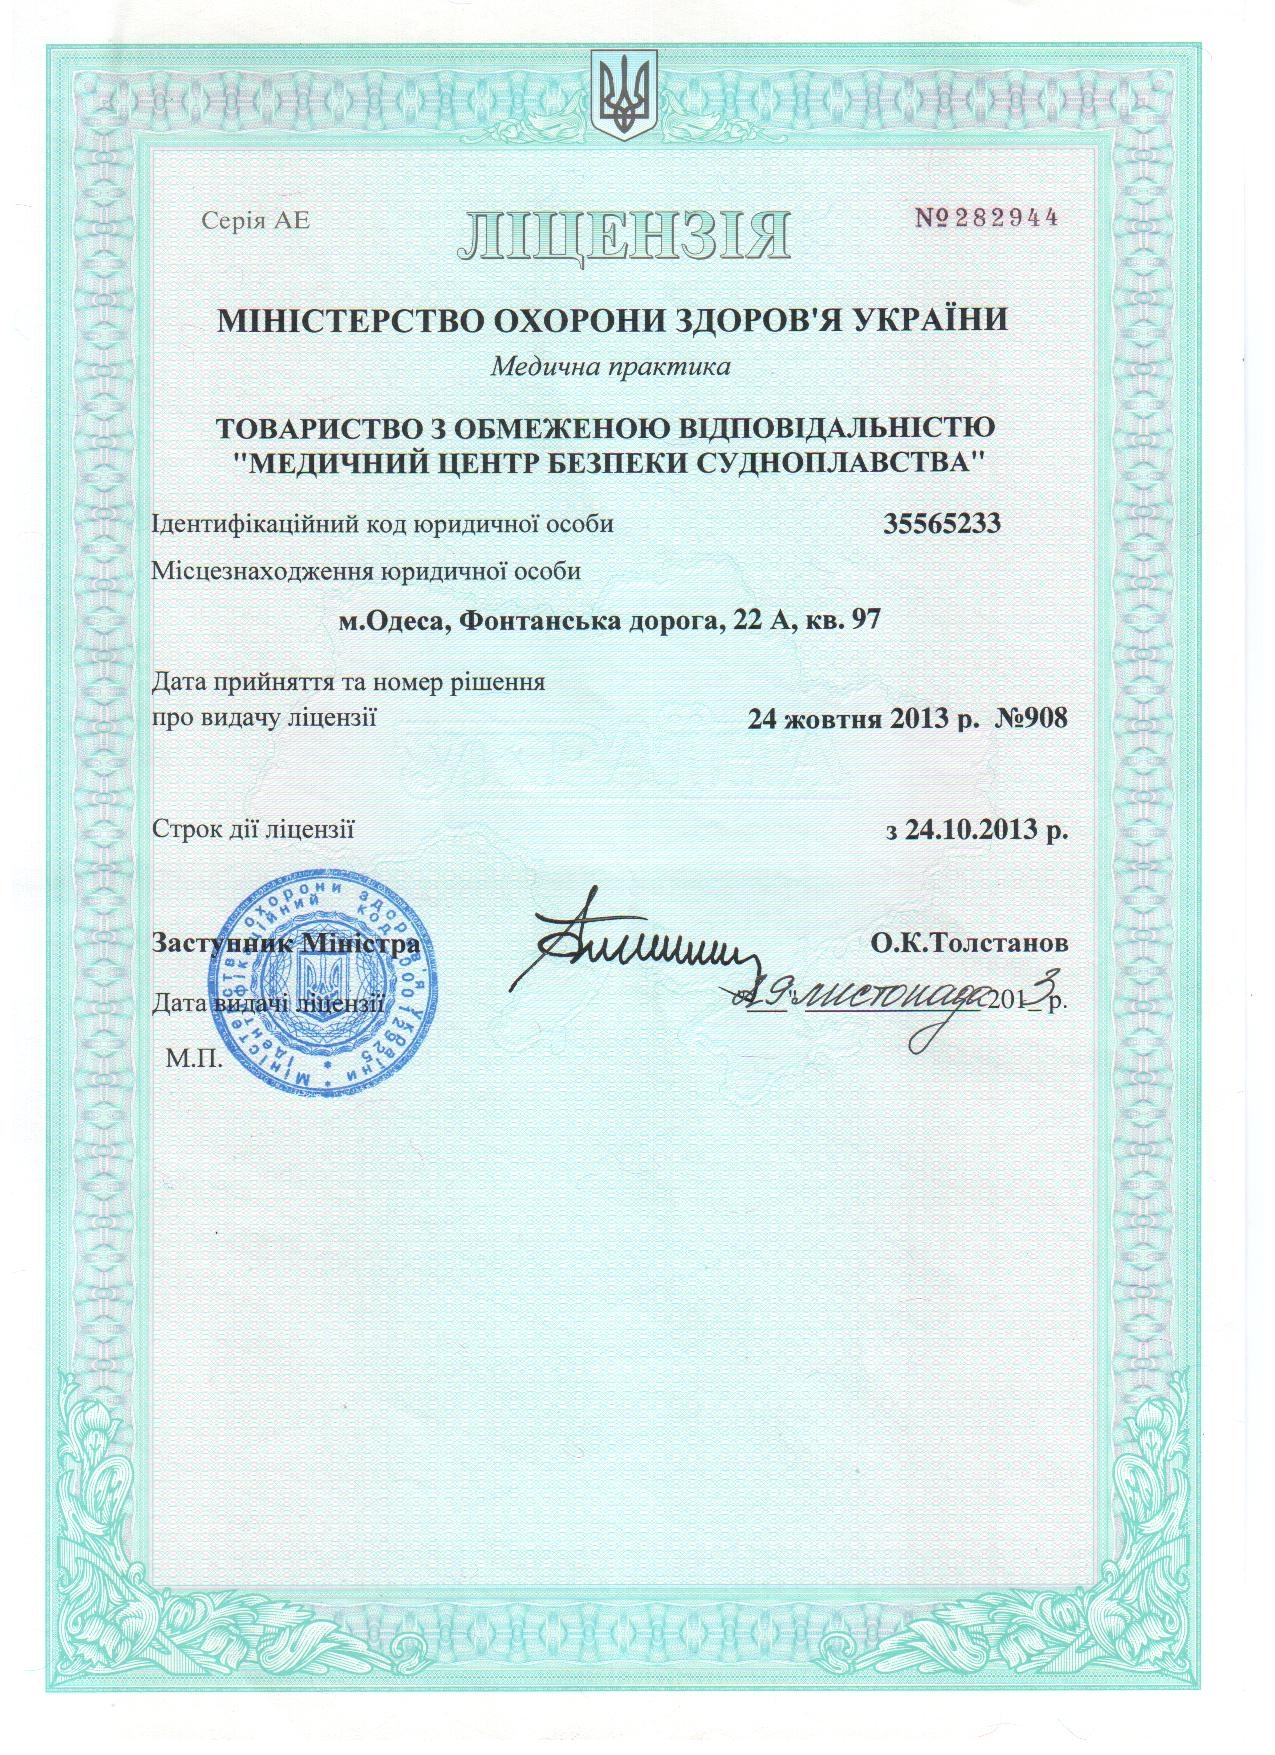 Серія АЕ
ЛІЦЕНЗІЯ
№282944
МІНІСТЕРСТВО ОХОРОНИ ЗДОРОВ'Я УКРАЇНИ
Медична практика
ТОВАРИСТВО З ОБМЕЖЕНОЮ ВІДПОВІДАЛЬНІСТЮ
"МЕДИЧНИЙ ЦЕНТР БЕЗПЕКИ СУДНОПЛАВСТВА"
Ідентифікаційний код юридичної особи 35565233
Місцезнаходження юридичної особи
м.Одеса, Фонтанська дорога, 22 А, кв. 97
Дата прийняття та номер рішення
про видачу ліцензії 24 жовтня 2013 р. №908
Строк дії ліцензії з 24.10.2013 р.
Заступник Міністра О.К.Толстанов
Дата видачі ліцензії "19" листопада 2013 р.
М.П.
Міністерство охорони здоров'я України
Ідентифікаційний код 00012925